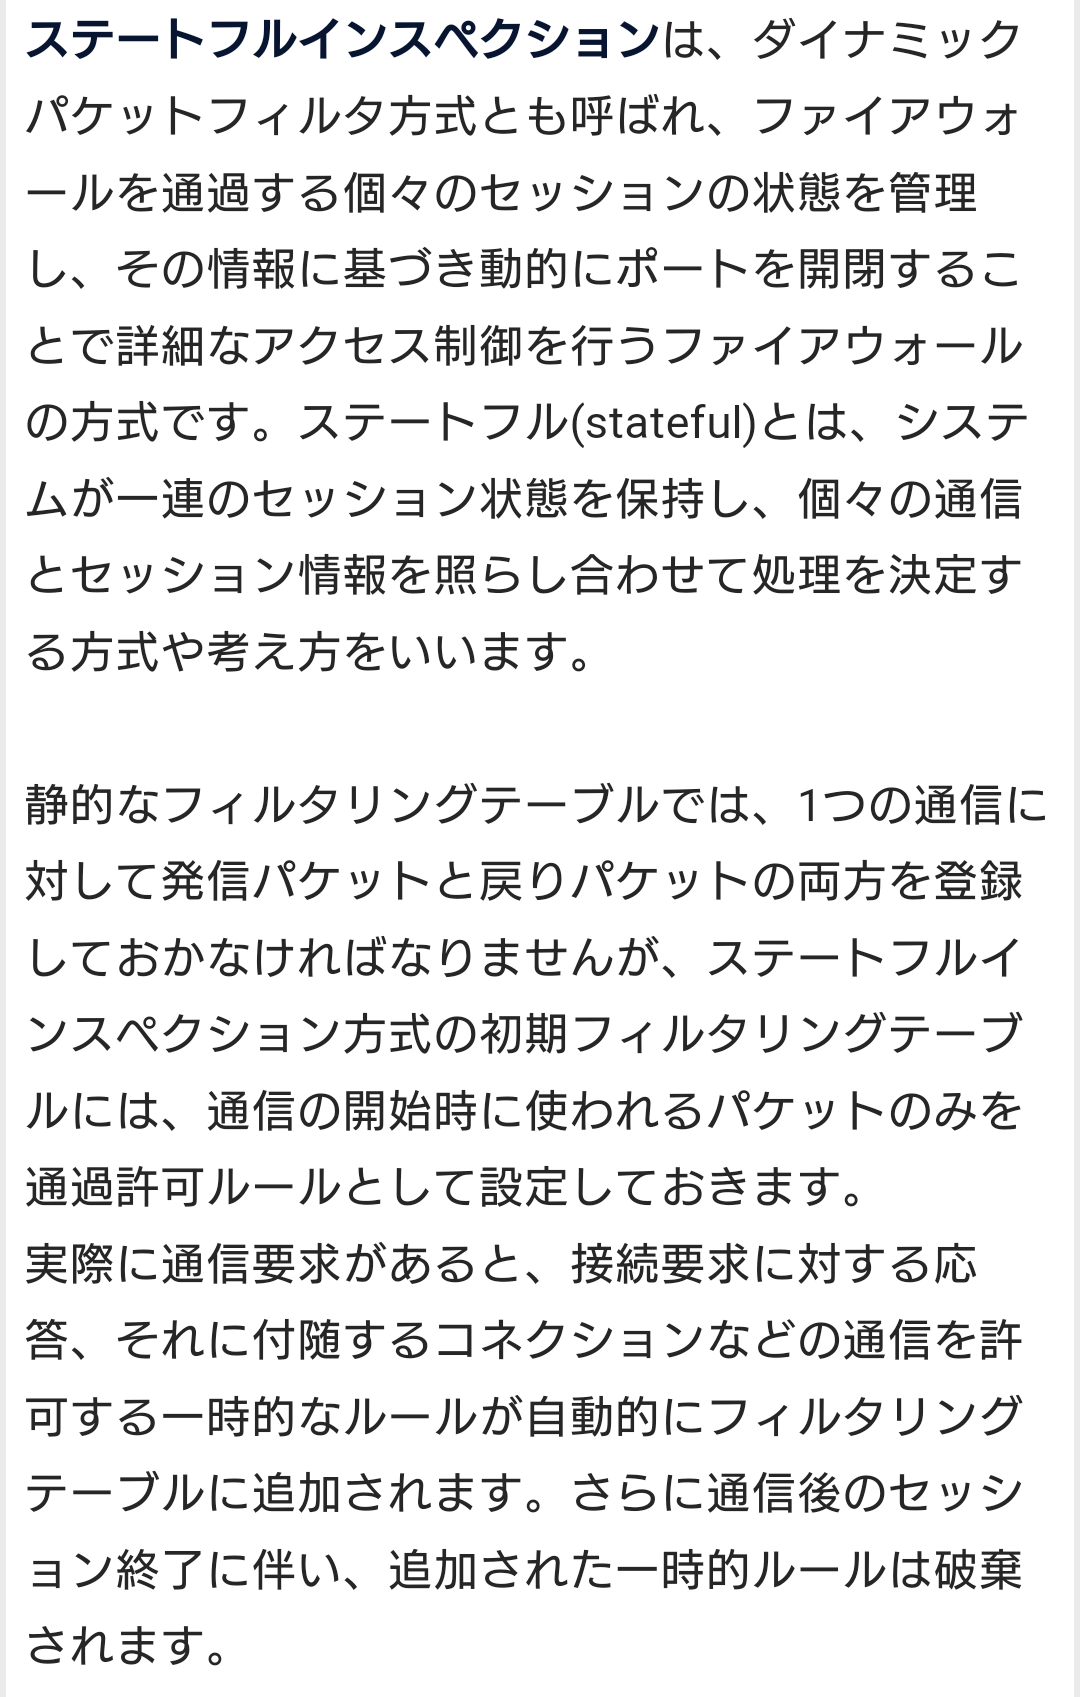 ステートフルインスペクションは、ダイナミック
パケットフィルタ方式とも呼ばれ、ファイアウォ
ールを通過する個々のセッションの状態を管理
し、その情報に基づき動的にポートを開閉するこ
とで詳細なアクセス制御を行うファイアウォール
の方式です。ステートフル(stateful)とは、システ
ムが一連のセッション状態を保持し、個々の通信
とセッション情報を照らし合わせて処理を決定す
る方式や考え方をいいます。

静的なフィルタリングテーブルでは、1つの通信に
対して発信パケットと戻りパケットの両方を登録
しておかなければなりませんが、ステートフルイ
ンスペクション方式の初期フィルタリングテーブ
ルには、通信の開始時に使われるパケットのみを
通過許可ルールとして設定しておきます。
実際に通信要求があると、接続要求に対する応
答、それに付随するコネクションなどの通信を許
可する一時的なルールが自動的にフィルタリング
テーブルに追加されます。さらに通信後のセッシ
ョン終了に伴い、追加された一時的ルールは破棄
されます。